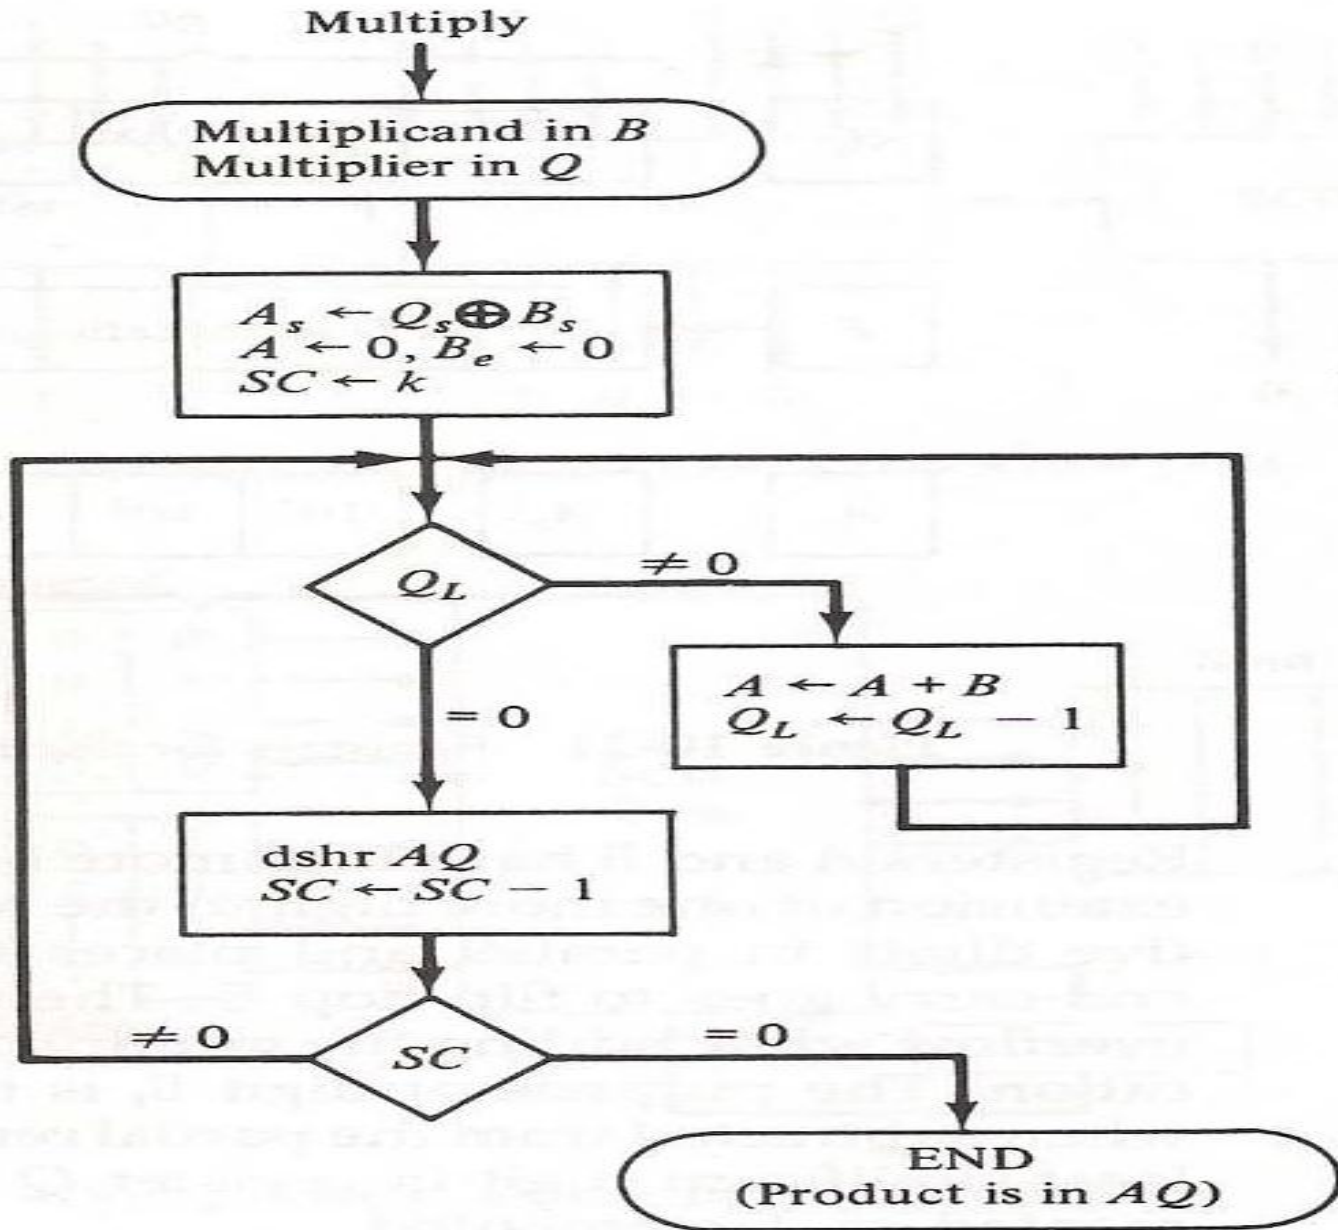 Multiply
Multiplicand in B
Multiplier in Q
A_s ← Q_s ⊕ B_s
A ← 0, B_e ← 0
SC ← k
Q_L
≠ 0
= 0
A ← A + B
Q_L ← Q_L − 1
dshr AQ
SC ← SC − 1
≠ 0
SC
= 0
END
(Product is in AQ)